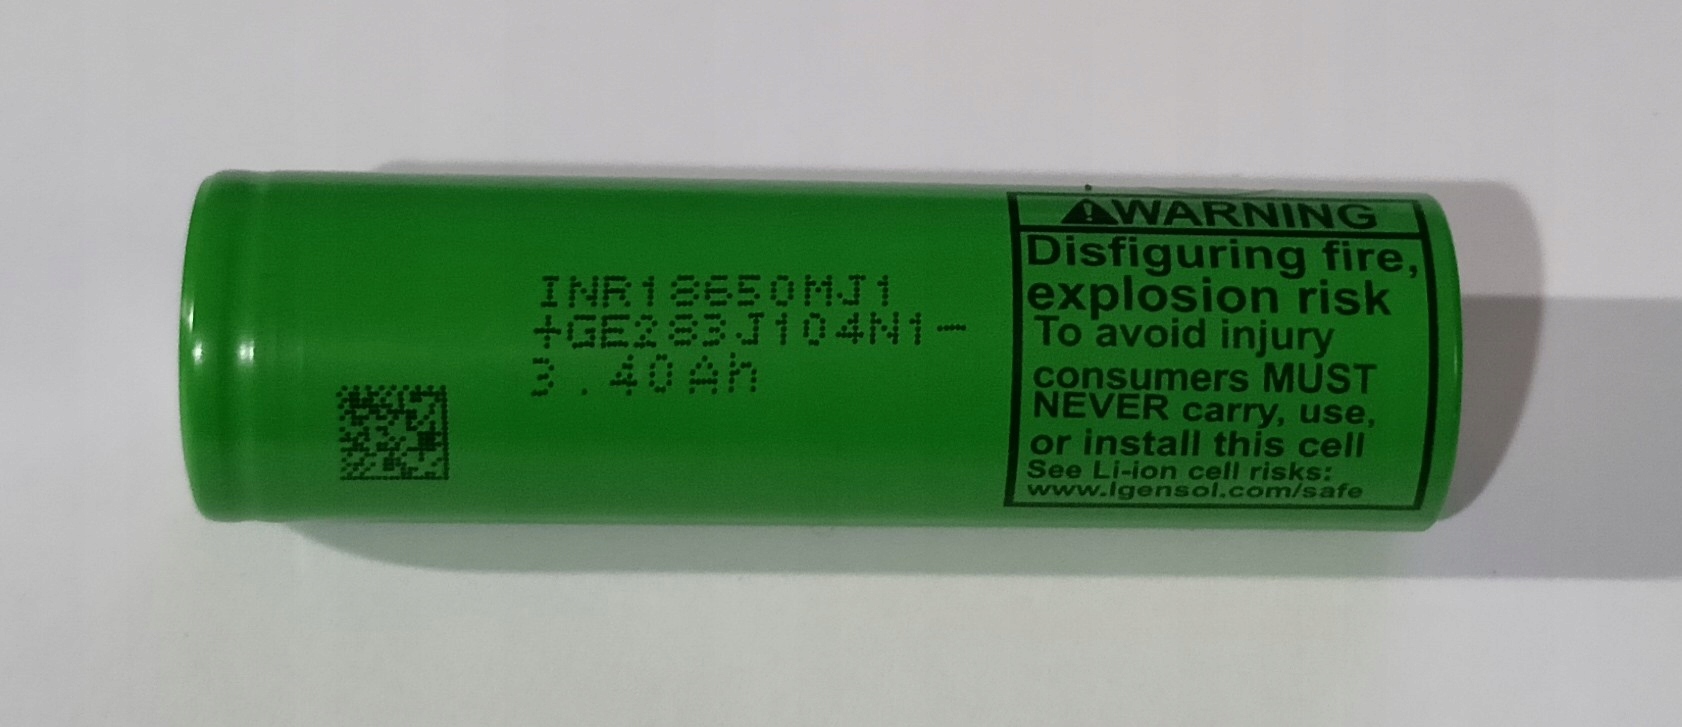 INR18650MJ1
+GE283J104N1-
3.40Ah
WARNING
Disfiguring fire,
explosion risk
To avoid injury
consumers MUST
NEVER carry, use,
or install this cell
See Li-ion cell risks:
www.lgensol.com/safe